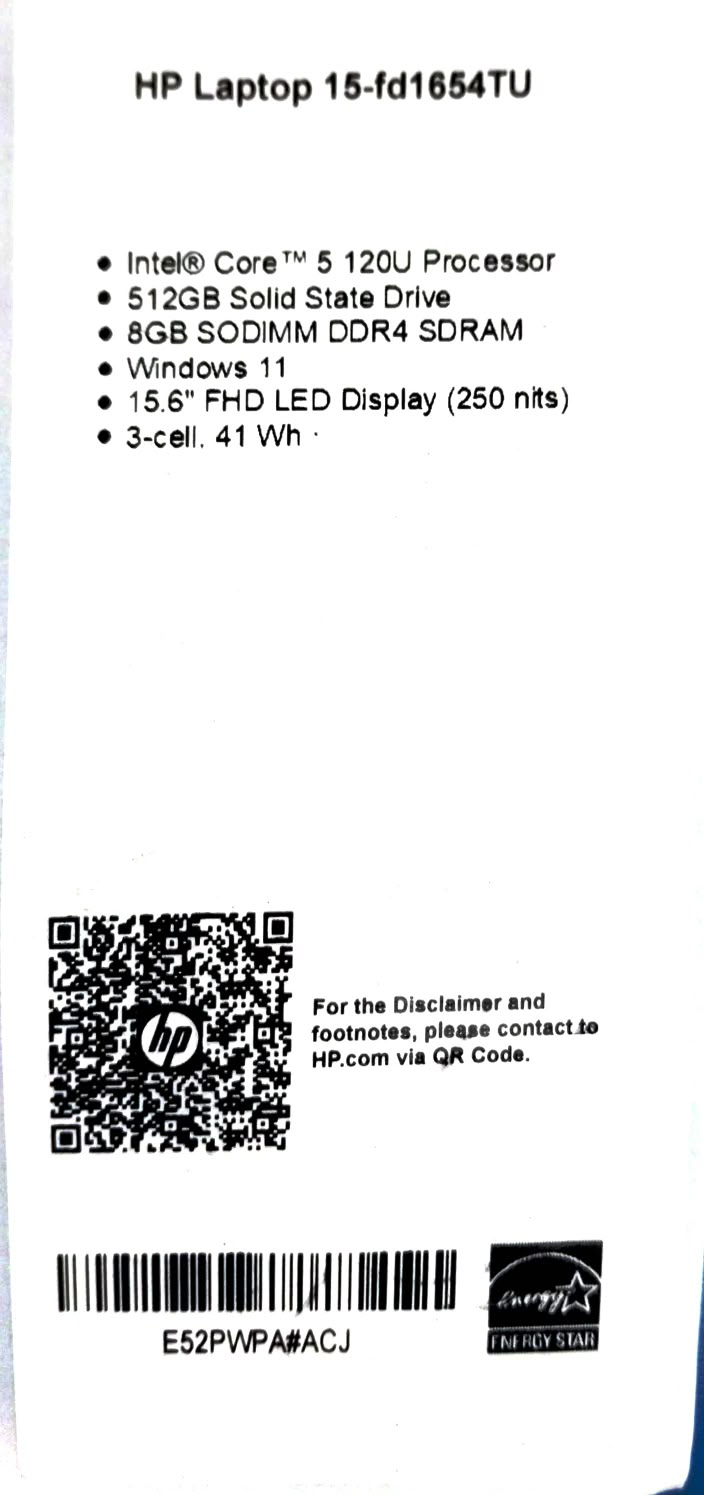 HP Laptop 15-fd1654TU
• Intel® Core™ 5 120U Processor
• 512GB Solid State Drive
• 8GB SODIMM DDR4 SDRAM
• Windows 11
• 15.6" FHD LED Display (250 nits)
• 3-cell, 41 Wh
hp
For the Disclaimer and
footnotes, please contact to
HP.com via QR Code.
E52PWPA#ACJ
energy
ENERGY STAR